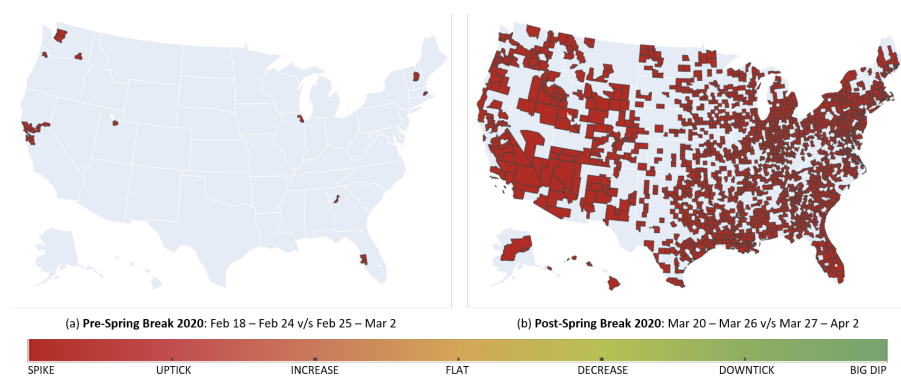 (a) Pre-Spring Break 2020: Feb 18 – Feb 24 v/s Feb 25 – Mar 2
(b) Post-Spring Break 2020: Mar 20 – Mar 26 v/s Mar 27 – Apr 2
SPIKE UPTICK INCREASE FLAT DECREASE DOWNTICK BIG DIP